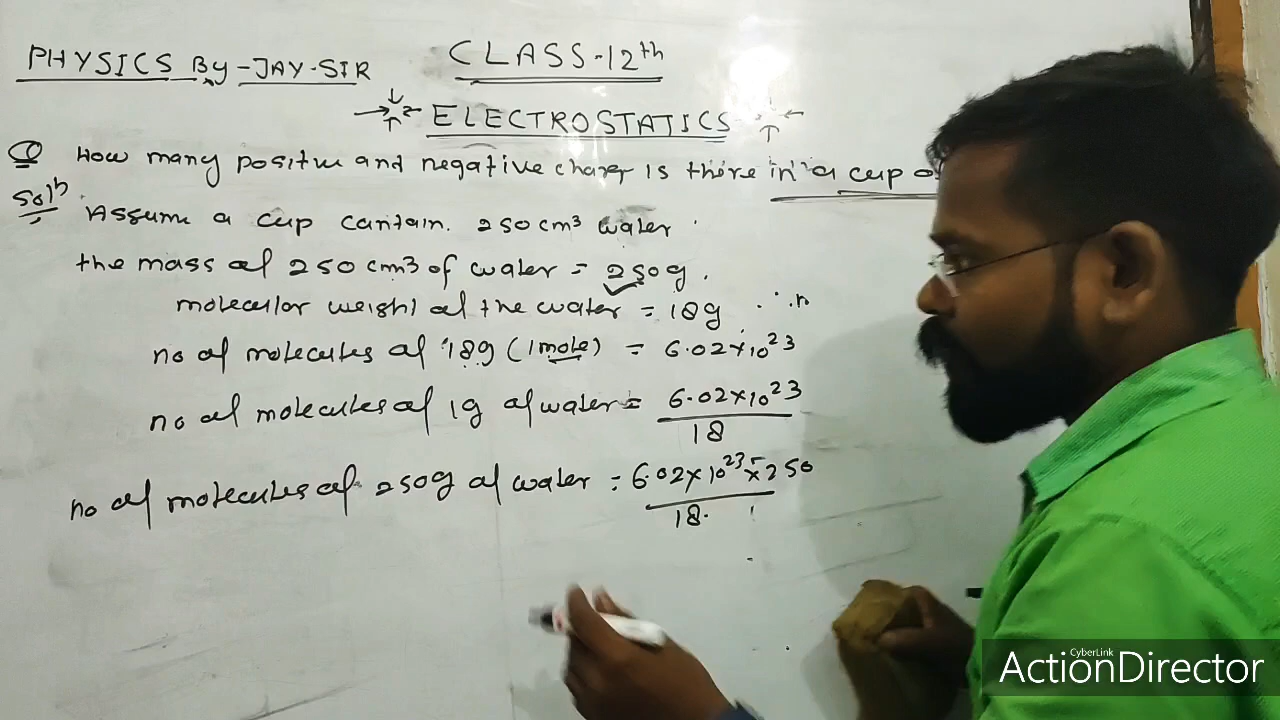 PHYSICS By-JAY-SIR
CLASS-12th
ELECTROSTATICS
Q How many positive and negative charge is there in a cup of
Solⁿ. Assume a cup contain. 250 cm³ water
the mass of 250 cm³ of water = 250g.
molecular weight of the water = 18g
no of molecules of 18g (1mole) = 6.02×10²³
no of molecules of 1g of water = 6.02×10²³
18
no of molecules of 250g of water = 6.02×10²³×250
18
CyberLink
ActionDirector